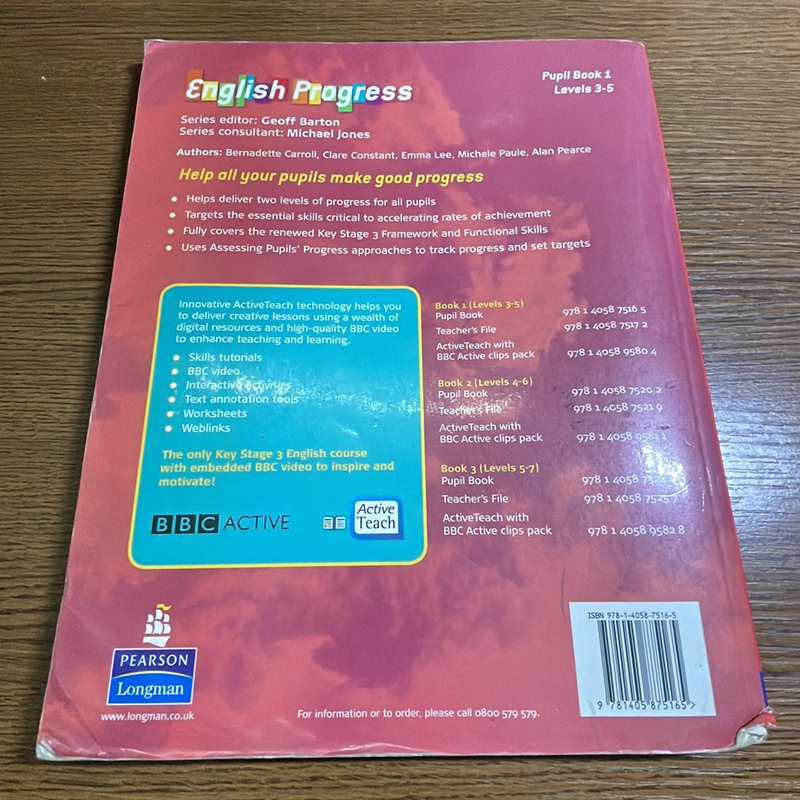 English Progress
Pupil Book 1
Levels 3-5
Series editor: Geoff Barton
Series consultant: Michael Jones
Authors: Bernadette Carroll, Clare Constant, Emma Lee, Michele Paule, Alan Pearce
Help all your pupils make good progress
• Helps deliver two levels of progress for all pupils
• Targets the essential skills critical to accelerating rates of achievement
• Fully covers the renewed Key Stage 3 Framework and Functional Skills
• Uses Assessing Pupils' Progress approaches to track progress and set targets
Innovative ActiveTeach technology helps you
to deliver creative lessons using a wealth of
digital resources and high-quality BBC video
to enhance teaching and learning.
• Skills tutorials
• BBC video
• Interactive activities
• Text annotation tools
• Worksheets
• Weblinks
The only Key Stage 3 English course
with embedded BBC video to inspire and
motivate!
BBC ACTIVE
Active
Teach
Book 1 (Levels 3-5)
Pupil Book 978 1 4058 7516 5
Teacher's File 978 1 4058 7517 2
ActiveTeach with
BBC Active clips pack 978 1 4058 9580 4
Book 2 (Levels 4-6)
Pupil Book 978 1 4058 7520 2
Teacher's File 978 1 4058 7521 9
ActiveTeach with
BBC Active clips pack 978 1 4058 9581 1
Book 3 (Levels 5-7)
Pupil Book 978 1 4058
Teacher's File 978 1 4058
ActiveTeach with
BBC Active clips pack 978 1 4058 9582 8
PEARSON
Longman
www.longman.co.uk
For information or to order, please call 0800 579 579.
ISBN 978-1-4058-7516-5
9 781405 875165 >